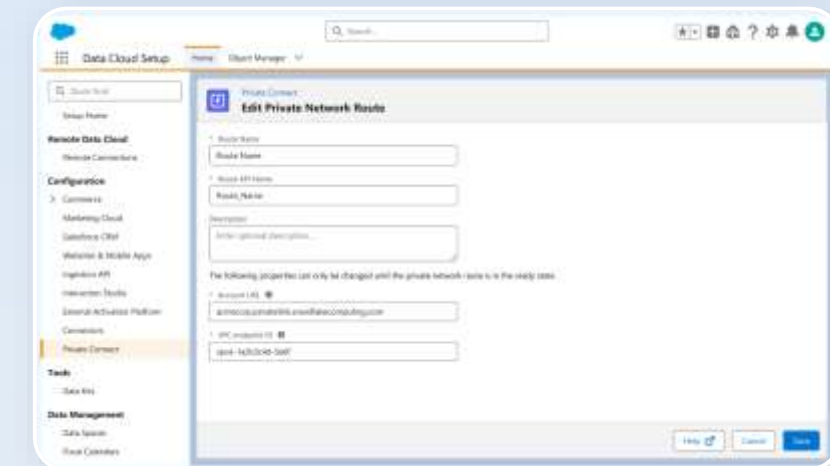 Search...
Data Cloud Setup
Home
Object Manager
Quick Find
Setup Home
Remote Data Cloud
Remote Connections
Configuration
Commerce
Marketing Cloud
Salesforce CRM
Websites & Mobile Apps
Ingestion API
Interaction Studio
External Activation Platform
Connectors
Private Connect
Tools
Data Kits
Data Management
Data Spaces
Fiscal Calendars
Private Connect
Edit Private Network Route
* Route Name
Route Name
* Route API Name
Route_Name
Description
Enter optional description...
The following properties can only be changed until the private network route is in the ready state.
* Account URL
* VPC endpoint ID
Help
Cancel
Save